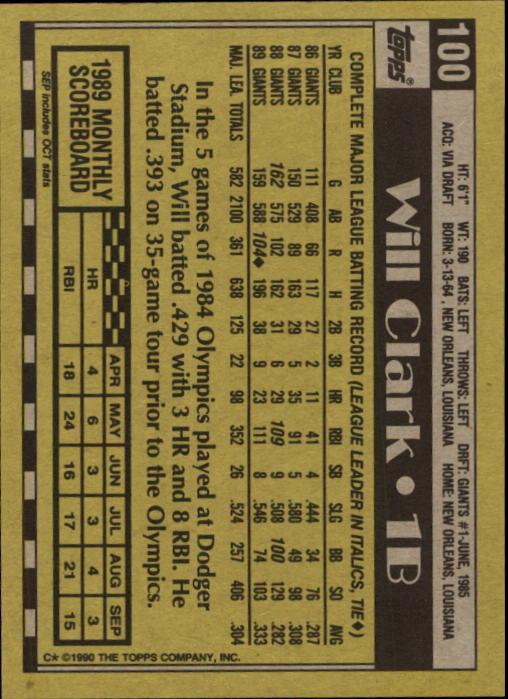 100
HT: 6'1" WT: 190 BATS: LEFT THROWS: LEFT DRFT: GIANTS #1-JUNE, 1985
ACQ: VIA DRAFT BORN: 3-13-64, NEW ORLEANS, LOUISIANA HOME: NEW ORLEANS, LOUISIANA
topps®
Will Clark • 1B
COMPLETE MAJOR LEAGUE BATTING RECORD (LEAGUE LEADER IN ITALICS, TIE♦)
YR CLUB G AB R H 2B 3B HR RBI SB SLG BB SO AVG
86 GIANTS 111 408 66 117 27 2 11 41 4 .444 34 76 .287
87 GIANTS 150 529 89 163 29 5 35 91 5 .580 49 98 .308
88 GIANTS 162 575 102 162 31 6 29 109 9 .508 100 129 .282
89 GIANTS 159 588 104♦ 196 38 9 23 111 8 .546 74 103 .333
MAJ. LEA. TOTALS 582 2100 361 638 125 22 98 352 26 .524 257 406 .304
In the 5 games of 1984 Olympics played at Dodger
Stadium, Will batted .429 with 3 HR and 8 RBI. He
batted .393 on 35-game tour prior to the Olympics.
1989 MONTHLY
SCOREBOARD
APR MAY JUN JUL AUG SEP
HR 4 6 3 3 4 3
RBI 18 24 16 17 21 15
SEP includes OCT stats
C* ©1990 THE TOPPS COMPANY, INC.